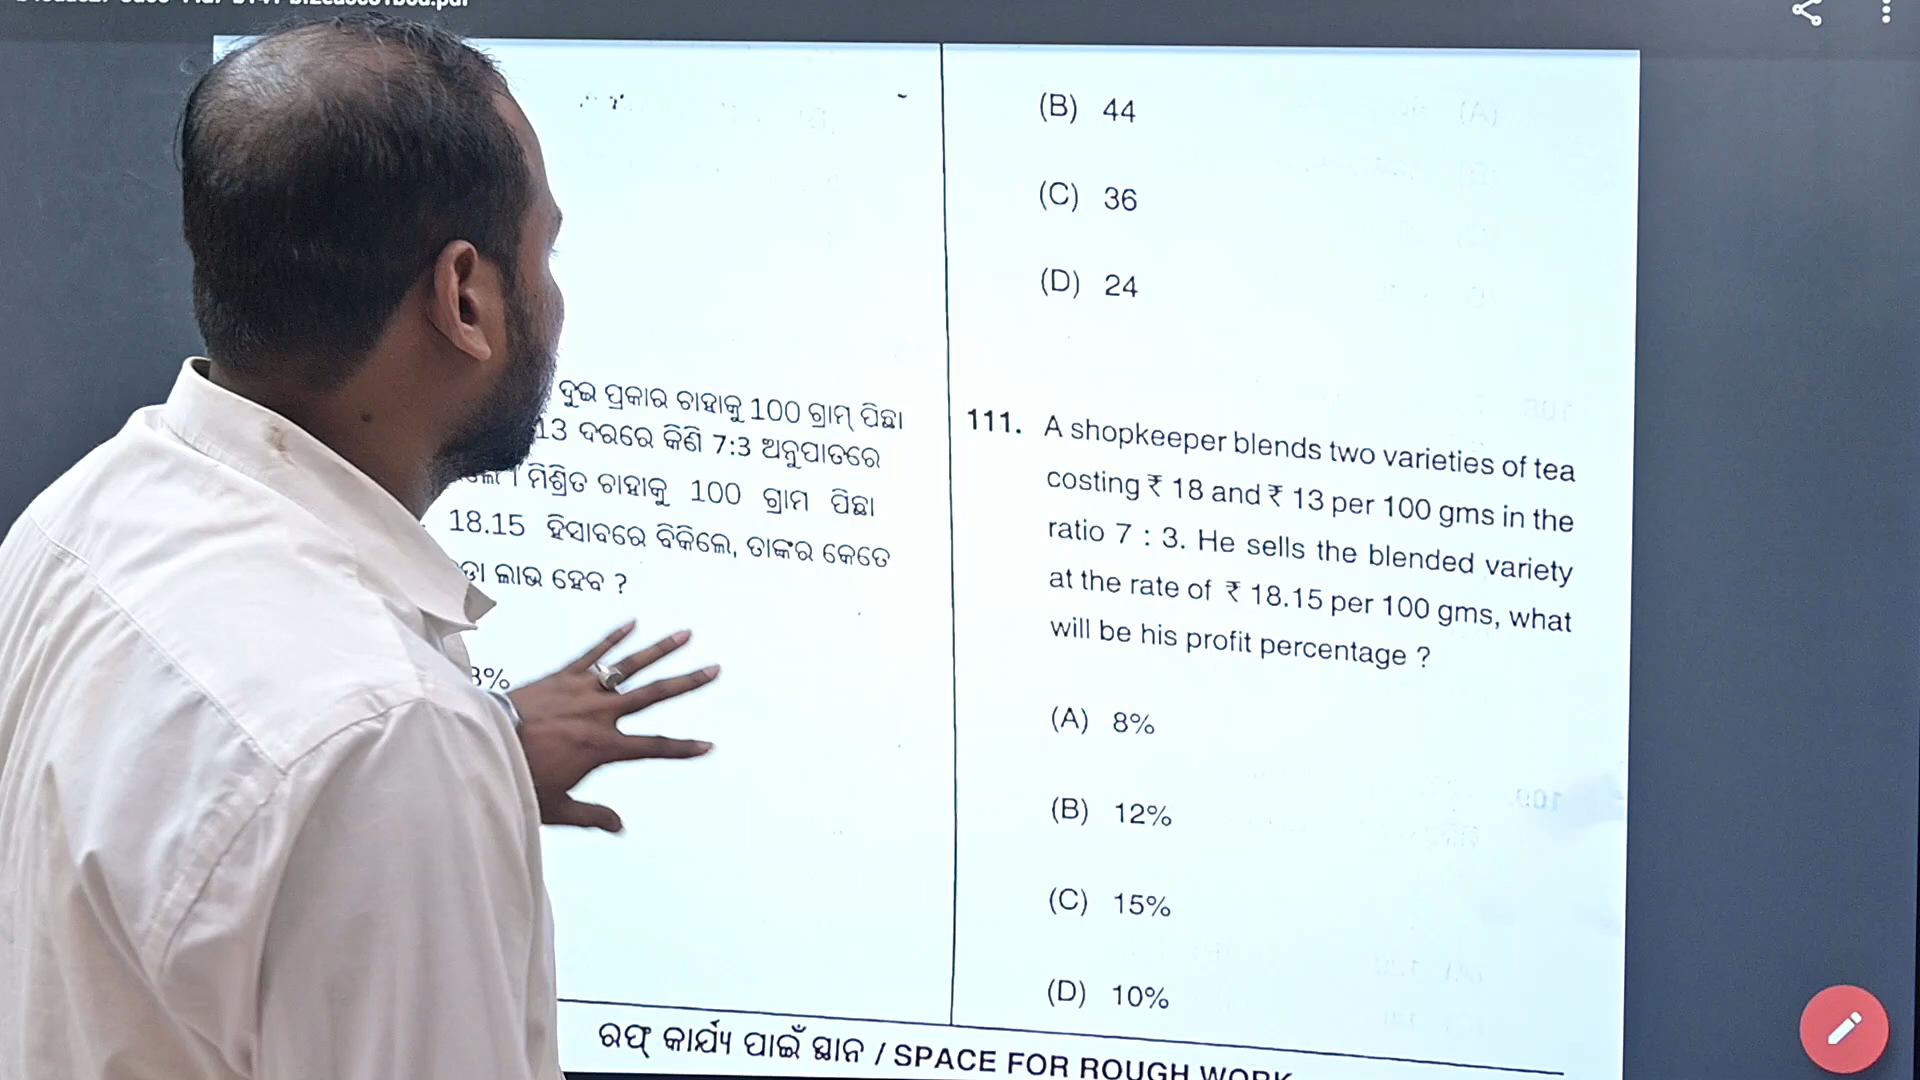 ଦୁଇ ପ୍ରକାର ଚାହାକୁ 100 ଗ୍ରାମ୍ ପିଛା
13 ଦରରେ କିଣି 7:3 ଅନୁପାତରେ
ମିଶ୍ରିତ ଚାହାକୁ 100 ଗ୍ରାମ ପିଛା
18.15 ହିସାବରେ ବିକିଲେ, ତାଙ୍କର କେତେ
ଲାଭ ହେବ ?
(B) 44
(C) 36
(D) 24
111. A shopkeeper blends two varieties of tea
costing ₹ 18 and ₹ 13 per 100 gms in the
ratio 7 : 3. He sells the blended variety
at the rate of ₹ 18.15 per 100 gms, what
will be his profit percentage ?
(A) 8%
(B) 12%
(C) 15%
(D) 10%
ରଫ୍ କାର୍ଯ୍ୟ ପାଇଁ ସ୍ଥାନ / SPACE FOR ROUGH WORK